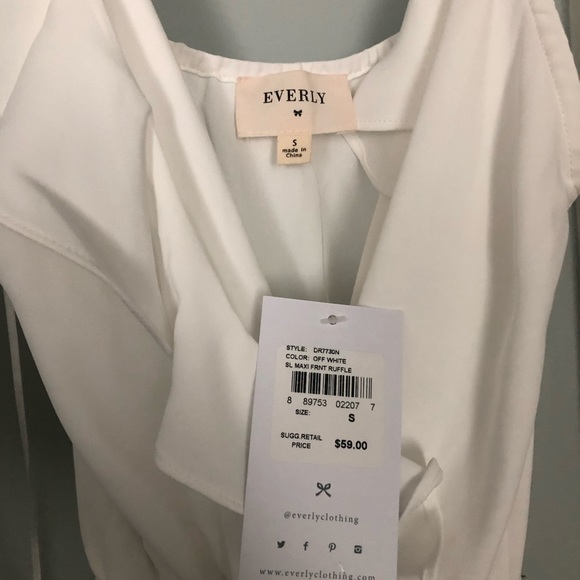 EVERLY
S
made in
China
STYLE: DR7730N
COLOR: OFF WHITE
SL MAXI FRNT RUFFLE
8 89753 02207 7
SIZE: S
SUGG.RETAIL
PRICE $59.00
@everlyclothing
www.everlyclothing.com